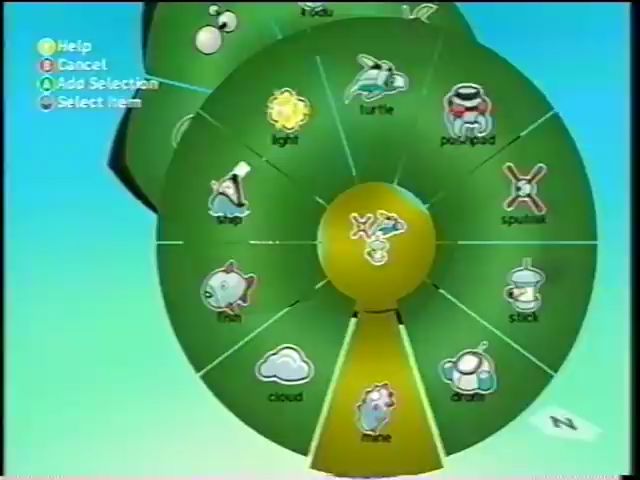 Y Help
B Cancel
A Add Selection
Select Item
kodu
turtle
light
pushpad
ship
sputnik
fish
stick
cloud
drum
mine
N